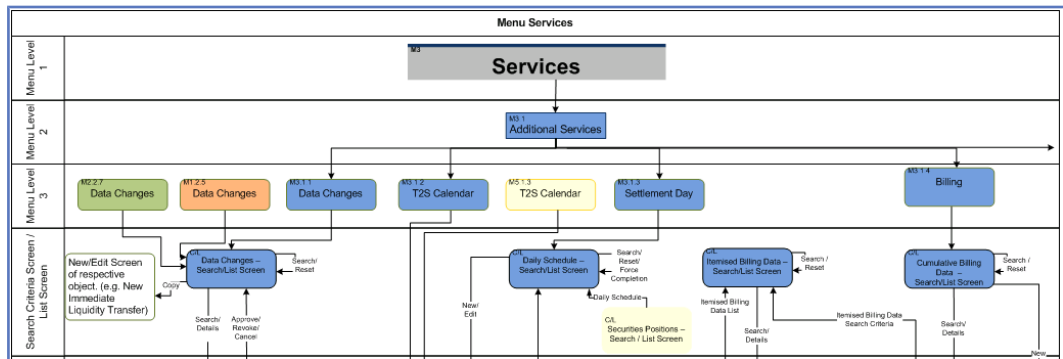 Menu Services
Menu Level
1
M3
Services
Menu Level
2
M3.1
Additional Services
Menu Level
3
M2.2.7
Data Changes
M1.2.5
Data Changes
M3.1.1
Data Changes
M3.1.2
T2S Calendar
M5.1.3
T2S Calendar
M3.1.3
Settlement Day
M3.1.4
Billing
Search Criteria Screen /
List Screen
New/Edit Screen
of respective
object. (e.g. New
Immediate
Liquidity Transfer)
Copy
C/L
Data Changes –
Search/List Screen
Search/
Reset
Search/
Details
Approve/
Revoke/
Cancel
New/
Edit
C/L
Daily Schedule –
Search/List Screen
Search/
Reset/
Force
Completion
Daily Schedule
C/L
Securities Positions –
Search / List Screen
C/L
Itemised Billing Data –
Search/List Screen
Search
/ Reset
Itemised Billing
Data List
Search/
Details
Itemised Billing Data
Search Criteria
C/L
Cumulative Billing
Data –
Search/List Screen
Search
/ Reset
Search/
Details
New